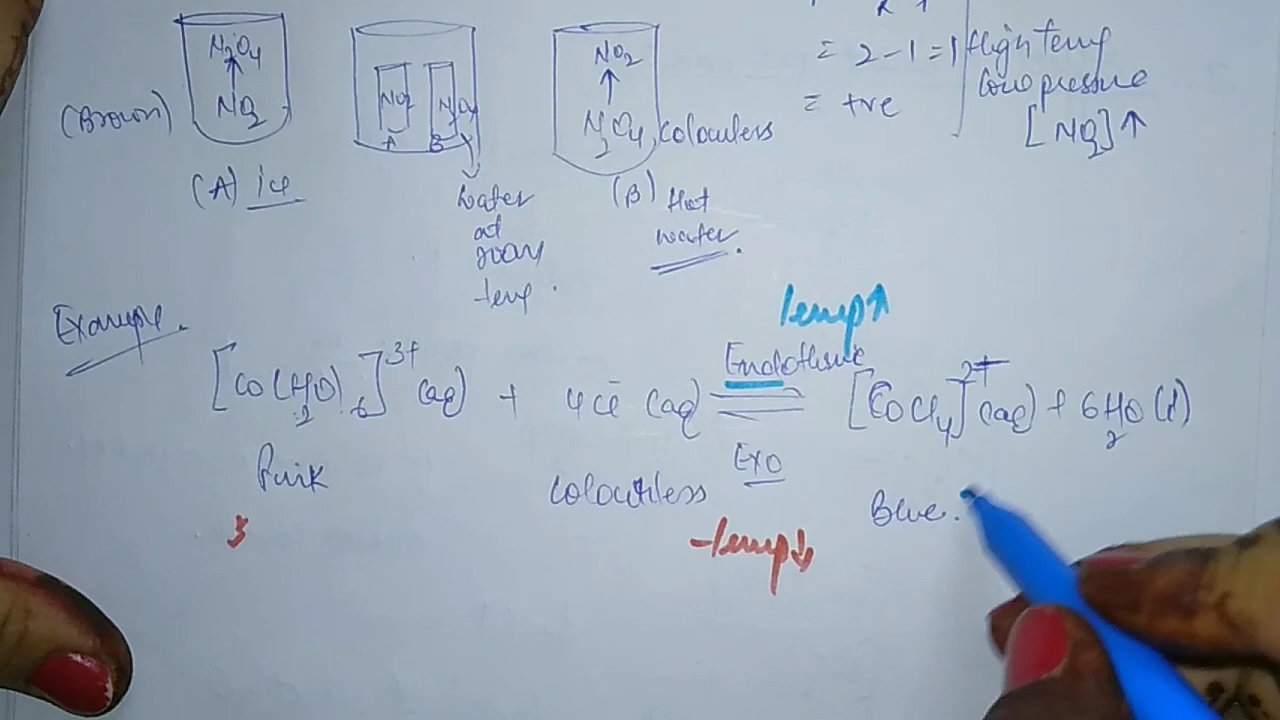 N2O4
↑
NO2
(Brown)
(A) ice
NO2
N2O4
A B
water
at
room
temp.
NO2
↑
N2O4, colourless
(B) Hot
water.
= 2-1=1
= +ve
High temp
low pressure
[NO2]↑
Example.
temp↑
Endothermic
[Co(H2O)6]3+ (aq) + 4Cl- (aq) ⇌ [CoCl4]2- (aq) + 6H2O (l)
Exo
Pink
colourless
Blue.
temp↓